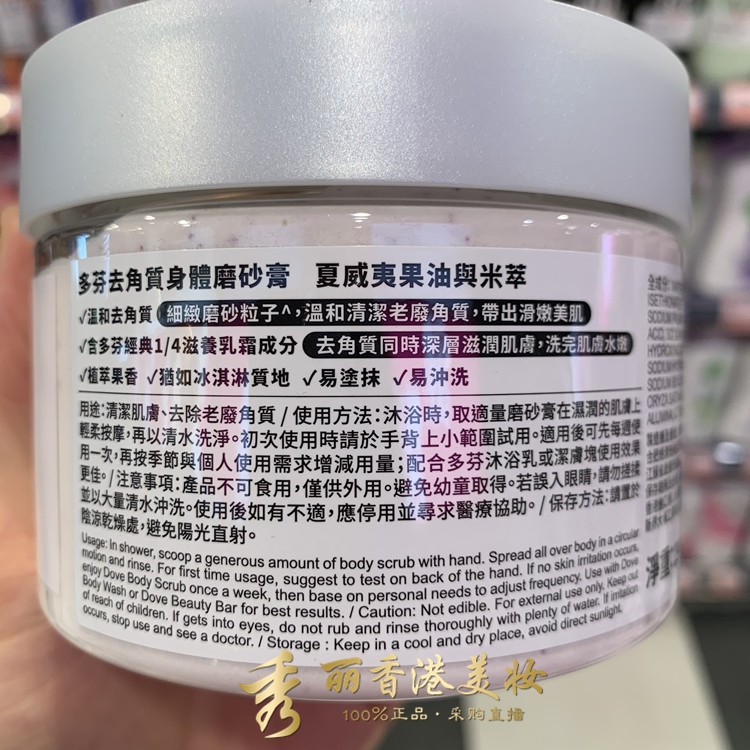 多芬去角質身體磨砂膏 夏威夷果油與米萃
√溫和去角質 細緻磨砂粒子^,溫和清潔老廢角質,帶出滑嫩美肌
√含多芬經典1/4滋養乳霜成分 去角質同時深層滋潤肌膚,洗完肌膚水嫩
√植萃果香 √猶如冰淇淋質地 √易塗抹 √易沖洗
用途:清潔肌膚、去除老廢角質/使用方法:沐浴時,取適量磨砂膏在濕潤的肌膚上
輕柔按摩,再以清水洗淨。初次使用時請於手背上小範圍試用。適用後可先每週使
用一次,再按季節與個人使用需求增減用量;配合多芬沐浴乳或潔膚塊使用效果
更佳。/注意事項:產品不可食用,僅供外用。避免幼童取得。若誤入眼睛,請勿搓揉
並以大量清水沖洗。使用後如有不適,應停用並尋求醫療協助。/保存方法:請置於
陰涼乾燥處,避免陽光直射。
Usage: In shower, scoop a generous amount of body scrub with hand. Spread all over body in a circular
motion and rinse. For first time usage, suggest to test on back of the hand. If no skin irritation occurs,
enjoy Dove Body Scrub once a week, then base on personal needs to adjust frequency. Use with Dove
Body Wash or Dove Beauty Bar for best results. / Caution: Not edible. For external use only. Keep out
of reach of children. If gets into eyes, do not rub and rinse thoroughly with plenty of water. If irritation
occurs, stop use and see a doctor. / Storage : Keep in a cool and dry place, avoid direct sunlight.
全成分
淨重
秀丽香港美妆
100%正品·采购直播